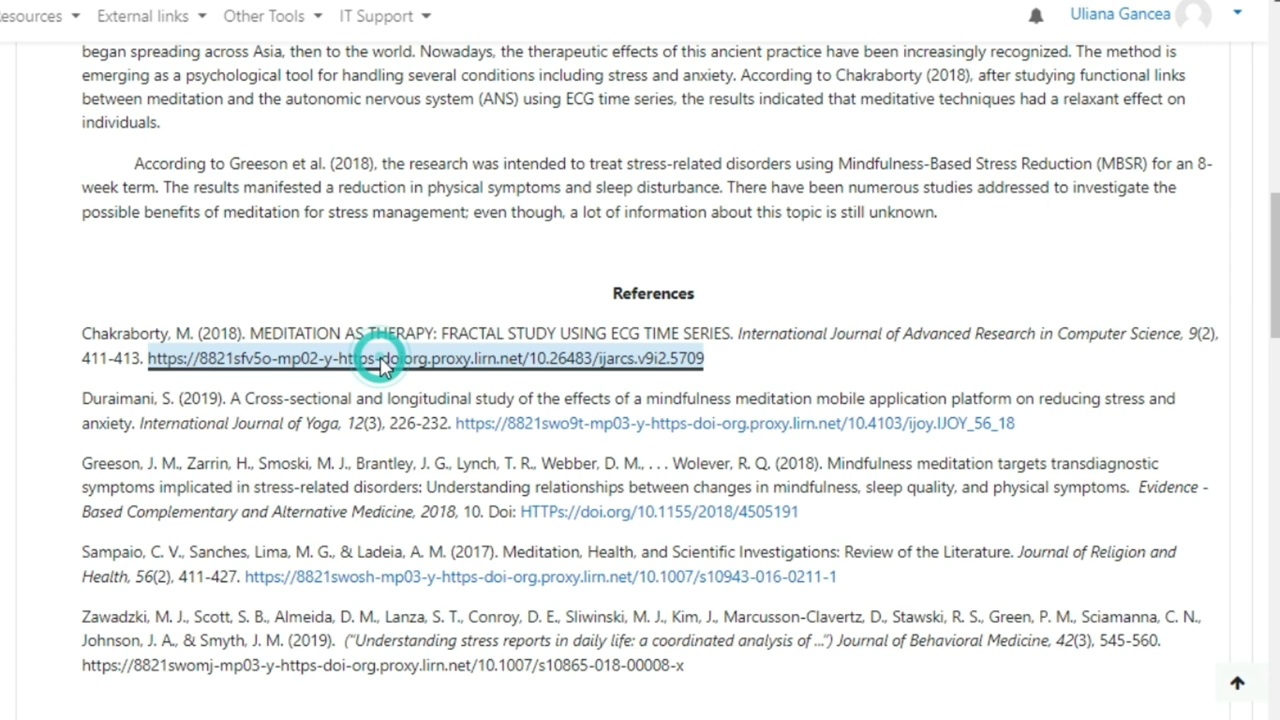 esources External links Other Tools IT Support Uliana Gancea
began spreading across Asia, then to the world. Nowadays, the therapeutic effects of this ancient practice have been increasingly recognized. The method is
emerging as a psychological tool for handling several conditions including stress and anxiety. According to Chakraborty (2018), after studying functional links
between meditation and the autonomic nervous system (ANS) using ECG time series, the results indicated that meditative techniques had a relaxant effect on
individuals.
According to Greeson et al. (2018), the research was intended to treat stress-related disorders using Mindfulness-Based Stress Reduction (MBSR) for an 8-
week term. The results manifested a reduction in physical symptoms and sleep disturbance. There have been numerous studies addressed to investigate the
possible benefits of meditation for stress management; even though, a lot of information about this topic is still unknown.
References
Chakraborty, M. (2018). MEDITATION AS THERAPY: FRACTAL STUDY USING ECG TIME SERIES. International Journal of Advanced Research in Computer Science, 9(2),
411-413. https://8821sfv5o-mp02-y-https-doi-org.proxy.lirn.net/10.26483/ijarcs.v9i2.5709
Duraimani, S. (2019). A Cross-sectional and longitudinal study of the effects of a mindfulness meditation mobile application platform on reducing stress and
anxiety. International Journal of Yoga, 12(3), 226-232. https://8821swo9t-mp03-y-https-doi-org.proxy.lirn.net/10.4103/ijoy.IJOY_56_18
Greeson, J. M., Zarrin, H., Smoski, M. J., Brantley, J. G., Lynch, T. R., Webber, D. M., . . . Wolever, R. Q. (2018). Mindfulness meditation targets transdiagnostic
symptoms implicated in stress-related disorders: Understanding relationships between changes in mindfulness, sleep quality, and physical symptoms. Evidence -
Based Complementary and Alternative Medicine, 2018, 10. Doi: HTTPs://doi.org/10.1155/2018/4505191
Sampaio, C. V., Sanches, Lima, M. G., & Ladeia, A. M. (2017). Meditation, Health, and Scientific Investigations: Review of the Literature. Journal of Religion and
Health, 56(2), 411-427. https://8821swosh-mp03-y-https-doi-org.proxy.lirn.net/10.1007/s10943-016-0211-1
Zawadzki, M. J., Scott, S. B., Almeida, D. M., Lanza, S. T., Conroy, D. E., Sliwinski, M. J., Kim, J., Marcusson-Clavertz, D., Stawski, R. S., Green, P. M., Sciamanna, C. N.,
Johnson, J. A., & Smyth, J. M. (2019). ("Understanding stress reports in daily life: a coordinated analysis of ...") Journal of Behavioral Medicine, 42(3), 545-560.
https://8821swomj-mp03-y-https-doi-org.proxy.lirn.net/10.1007/s10865-018-00008-x